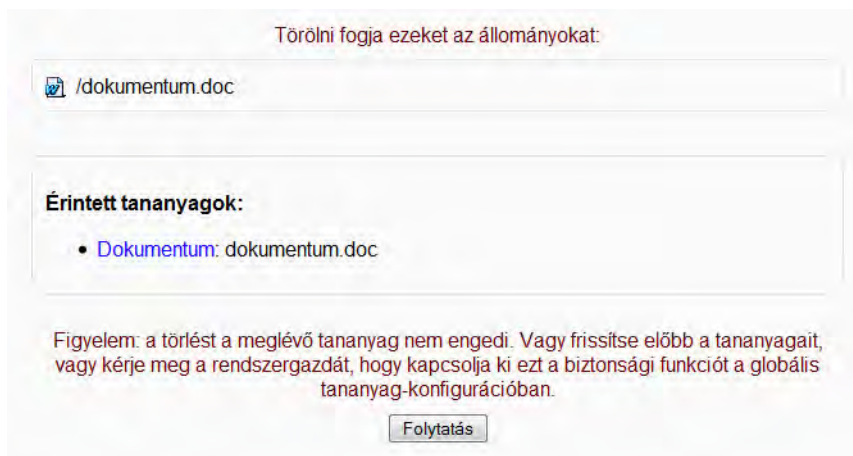 Törölni fogja ezeket az állományokat:
/dokumentum.doc
Érintett tananyagok:
• Dokumentum: dokumentum.doc
Figyelem: a törlést a meglévő tananyag nem engedi. Vagy frissítse előbb a tananyagait,
vagy kérje meg a rendszergazdát, hogy kapcsolja ki ezt a biztonsági funkciót a globális
tananyag-konfigurációban.
Folytatás